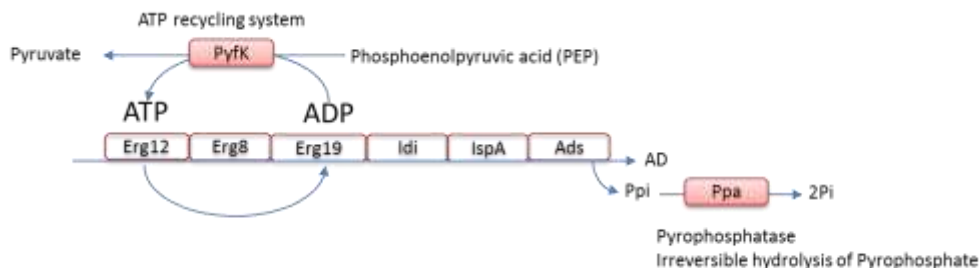 ATP recycling system
Pyruvate
PyfK
Phosphoenolpyruvic acid (PEP)
ATP
ADP
Erg12
Erg8
Erg19
Idi
IspA
Ads
AD
Ppi
Ppa
2Pi
Pyrophosphatase
Irreversible hydrolysis of Pyrophosphate